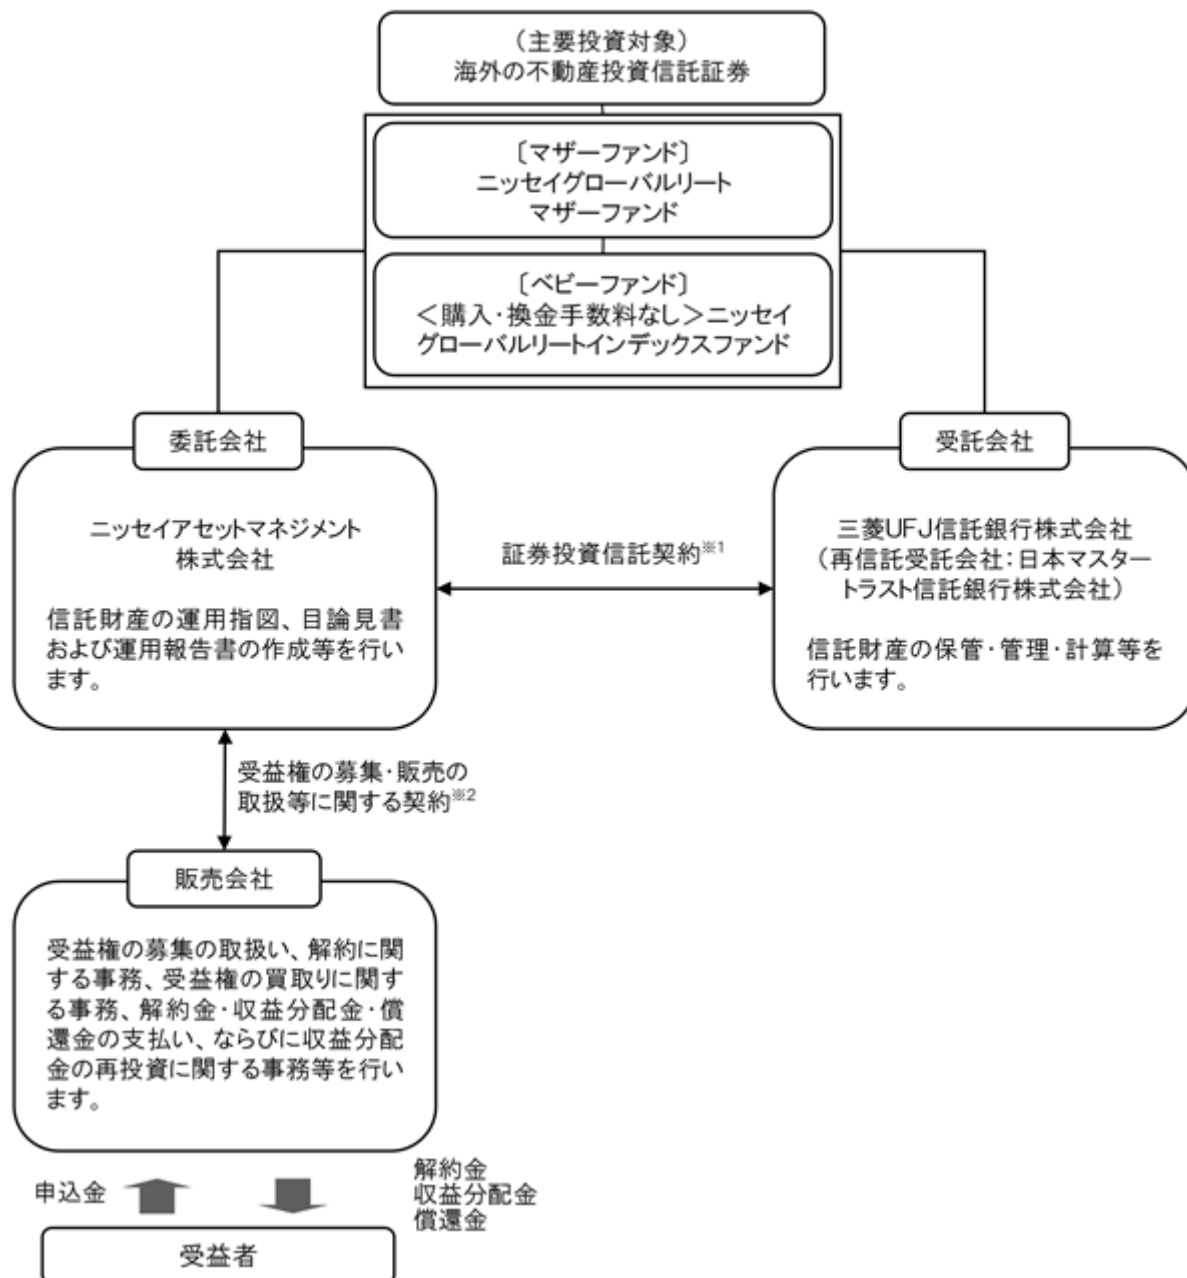 （主要投資対象）
海外の不動産投資信託証券
〔マザーファンド〕
ニッセイグローバルリート
マザーファンド
〔ベビーファンド〕
＜購入・換金手数料なし＞ニッセイ
グローバルリートインデックスファンド
委託会社
ニッセイアセットマネジメント
株式会社
信託財産の運用指図、目論見書
および運用報告書の作成等を行い
ます。
証券投資信託契約※1
受託会社
三菱UFJ信託銀行株式会社
（再信託受託会社：日本マスター
トラスト信託銀行株式会社）
信託財産の保管・管理・計算等を
行います。
受益権の募集・販売の
取扱等に関する契約※2
販売会社
受益権の募集の取扱い、解約に関
する事務、受益権の買取りに関す
る事務、解約金・収益分配金・償
還金の支払い、ならびに収益分配
金の再投資に関する事務等を行い
ます。
申込金
解約金
収益分配金
償還金
受益者